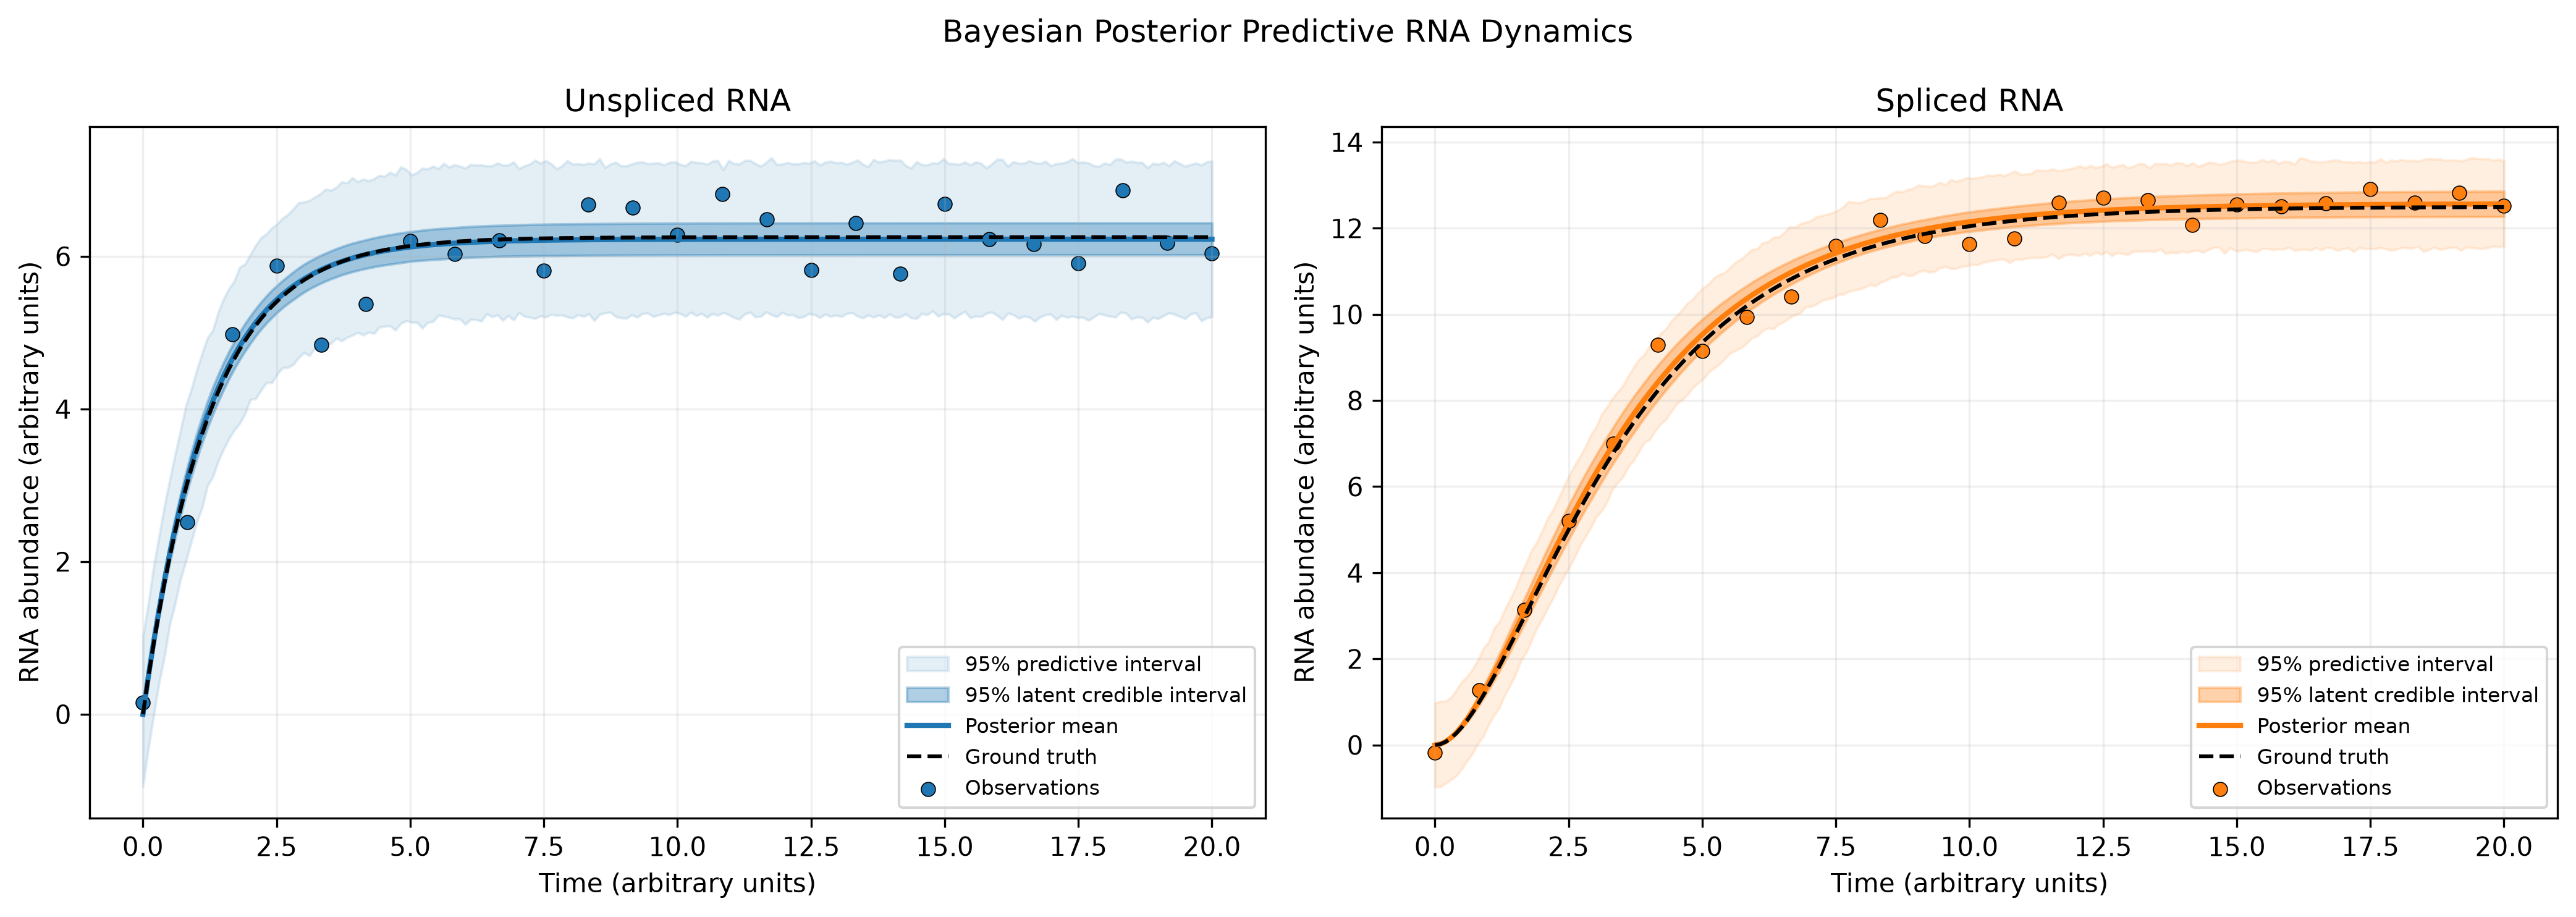 Bayesian Posterior Predictive RNA Dynamics
Unspliced RNA
RNA abundance (arbitrary units)
6
4
2
0
0.0 2.5 5.0 7.5 10.0 12.5 15.0 17.5 20.0
Time (arbitrary units)
95% predictive interval
95% latent credible interval
Posterior mean
Ground truth
Observations
Spliced RNA
RNA abundance (arbitrary units)
14
12
10
8
6
4
2
0
0.0 2.5 5.0 7.5 10.0 12.5 15.0 17.5 20.0
Time (arbitrary units)
95% predictive interval
95% latent credible interval
Posterior mean
Ground truth
Observations